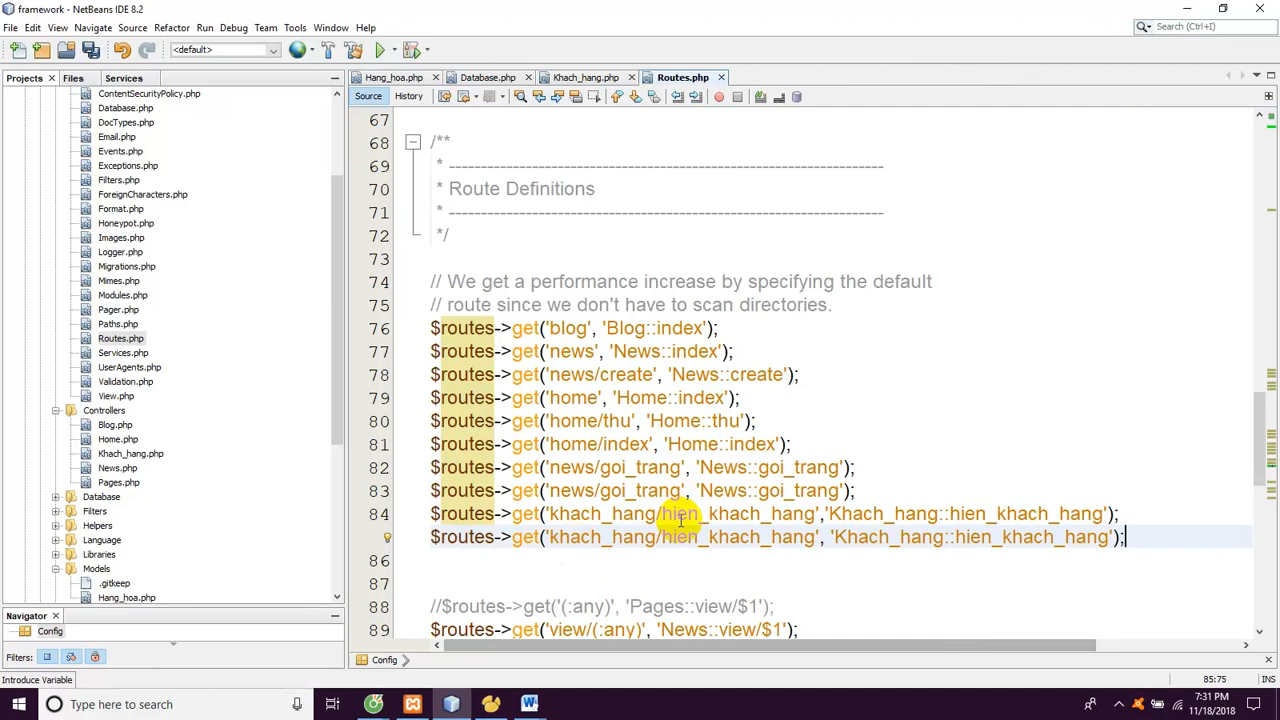 framework - NetBeans IDE 8.2
File Edit View Navigate Source Refactor Run Debug Team Tools Window Help
Search (Ctrl+I)
<default>
Projects Files Services
Hang_hoa.php Database.php Khach_hang.php Routes.php
Source History
ContentSecurityPolicy.php
Database.php
DocTypes.php
Email.php
Events.php
Exceptions.php
Filters.php
ForeignCharacters.php
Format.php
Honeypot.php
Images.php
Logger.php
Migrations.php
Mimes.php
Modules.php
Pager.php
Paths.php
Routes.php
Services.php
UserAgents.php
Validation.php
View.php
Controllers
Blog.php
Home.php
Khach_hang.php
News.php
Pages.php
Database
Filters
Helpers
Language
Libraries
Models
.gitkeep
Hang_hoa.php
67
68 /**
69 * --------------------------------------------------------------------
70 * Route Definitions
71 * --------------------------------------------------------------------
72 */
73
74 // We get a performance increase by specifying the default
75 // route since we don't have to scan directories.
76 $routes->get('blog', 'Blog::index');
77 $routes->get('news', 'News::index');
78 $routes->get('news/create', 'News::create');
79 $routes->get('home', 'Home::index');
80 $routes->get('home/thu', 'Home::thu');
81 $routes->get('home/index', 'Home::index');
82 $routes->get('news/goi_trang', 'News::goi_trang');
83 $routes->get('news/goi_trang', 'News::goi_trang');
84 $routes->get('khach_hang/hien_khach_hang','Khach_hang::hien_khach_hang');
$routes->get('khach_hang/hien_khach_hang', 'Khach_hang::hien_khach_hang');
86
87
88 //$routes->get('(:any)', 'Pages::view/$1');
89 $routes->get('view/(:any)', 'News::view/$1');
Navigator
Config
Filters:
Config
Introduce Variable
85:75 INS
Type here to search
7:31 PM
11/18/2018